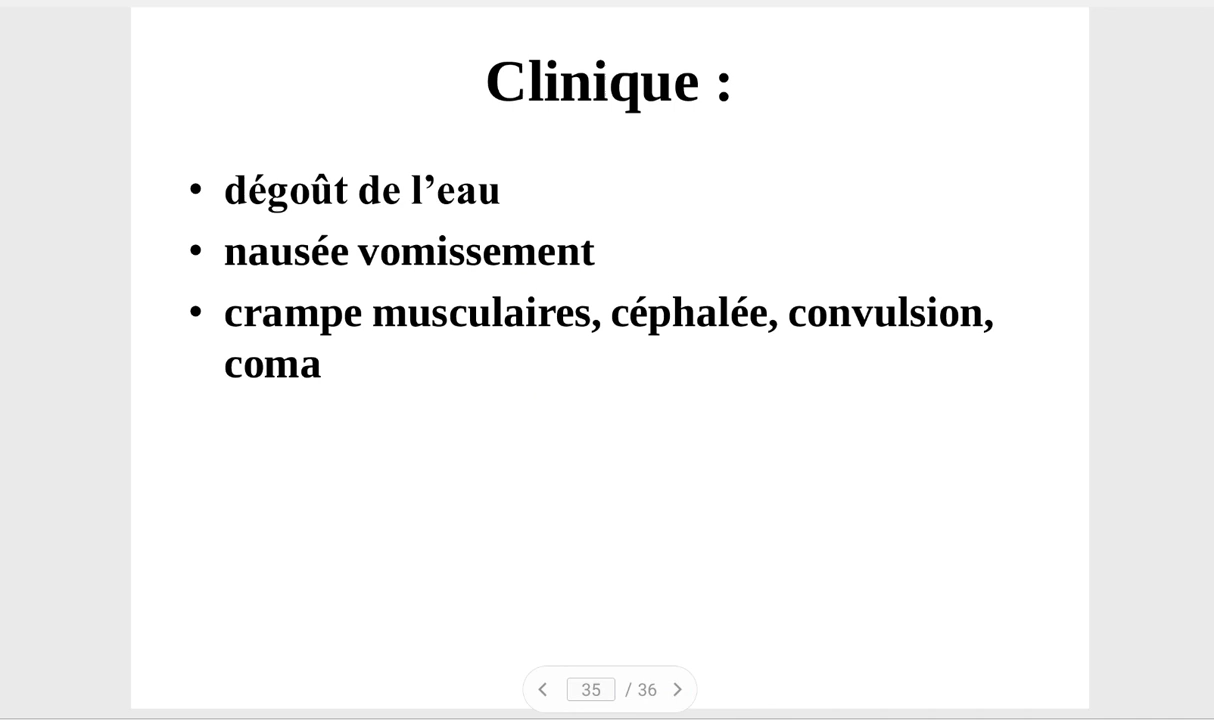 Clinique :
• dégoût de l’eau
• nausée vomissement
• crampe musculaires, céphalée, convulsion,
coma
35 / 36